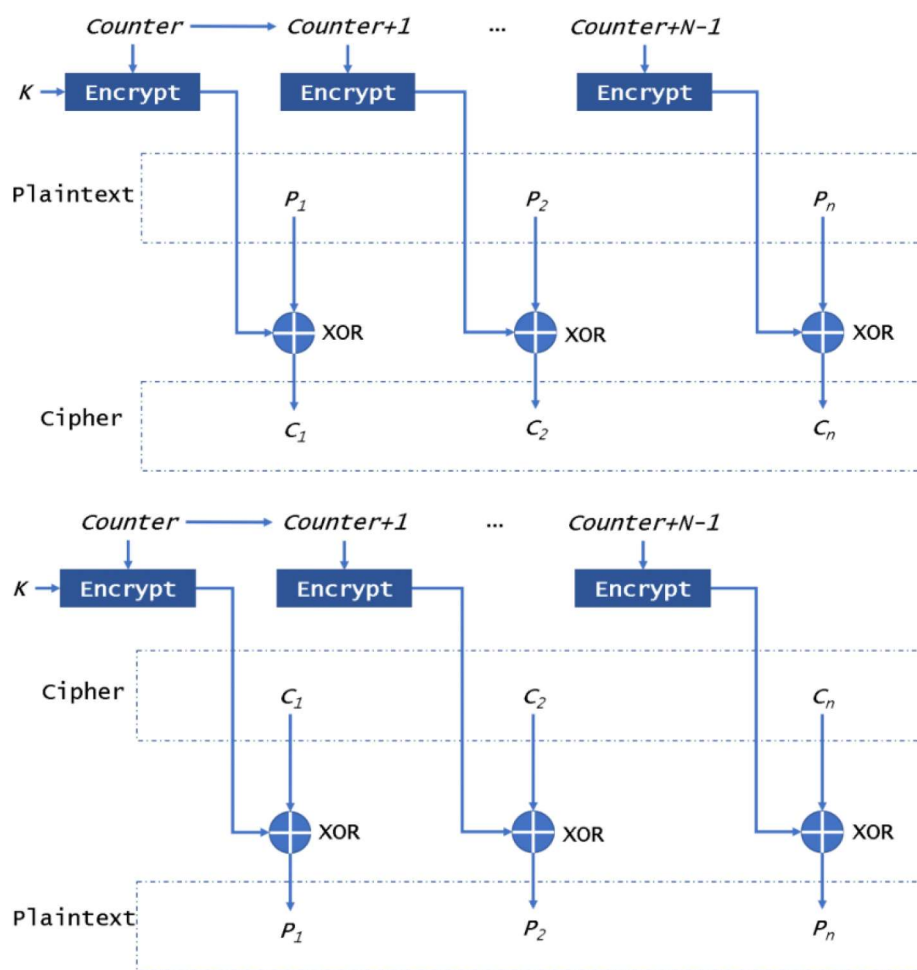 Counter Counter+1 ... Counter+N-1
K Encrypt Encrypt Encrypt
Plaintext P1 P2 Pn
XOR XOR XOR
Cipher C1 C2 Cn
Counter Counter+1 ... Counter+N-1
K Encrypt Encrypt Encrypt
Cipher C1 C2 Cn
XOR XOR XOR
Plaintext P1 P2 Pn